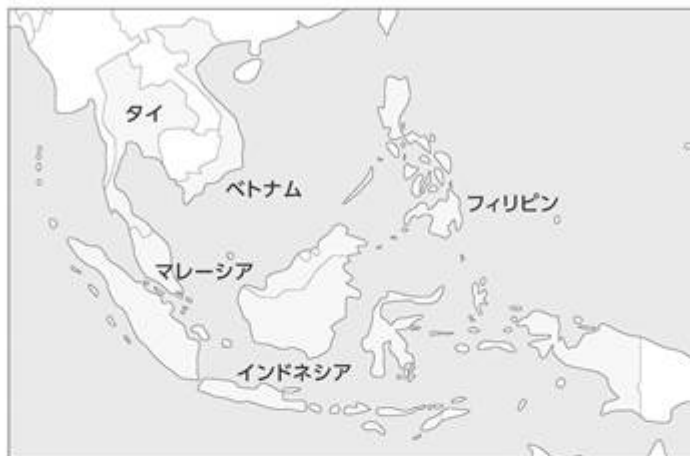 タイ
ベトナム
フィリピン
マレーシア
インドネシア